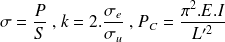 σ = P/S , k = 2.σ_e/σ_u , P_C = π².E.I/L'²